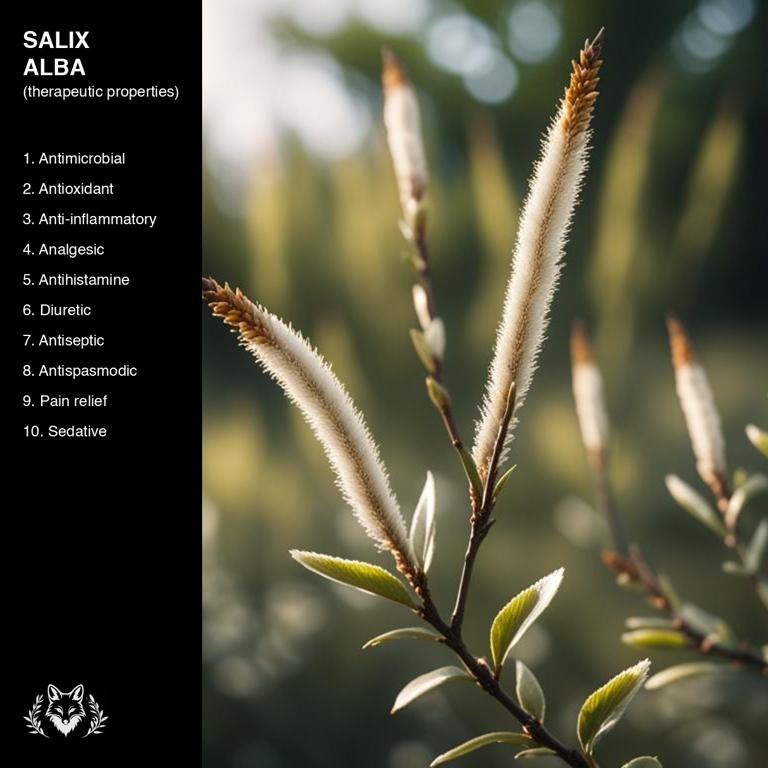 SALIX
ALBA
(therapeutic properties)
1. Antimicrobial
2. Antioxidant
3. Anti-inflammatory
4. Analgesic
5. Antihistamine
6. Diuretic
7. Antiseptic
8. Antispasmodic
9. Pain relief
10. Sedative